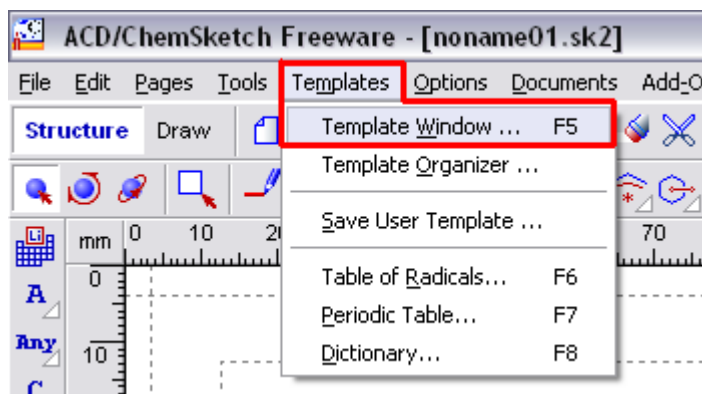 ACD/ChemSketch Freeware - [noname01.sk2]
File Edit Pages Tools Templates Options Documents Add-O
Structure Draw
Template Window ... F5
Template Organizer ...
Save User Template ...
Table of Radicals... F6
Periodic Table... F7
Dictionary... F8
Li
mm 0 10 70
0
A
Any
10
C